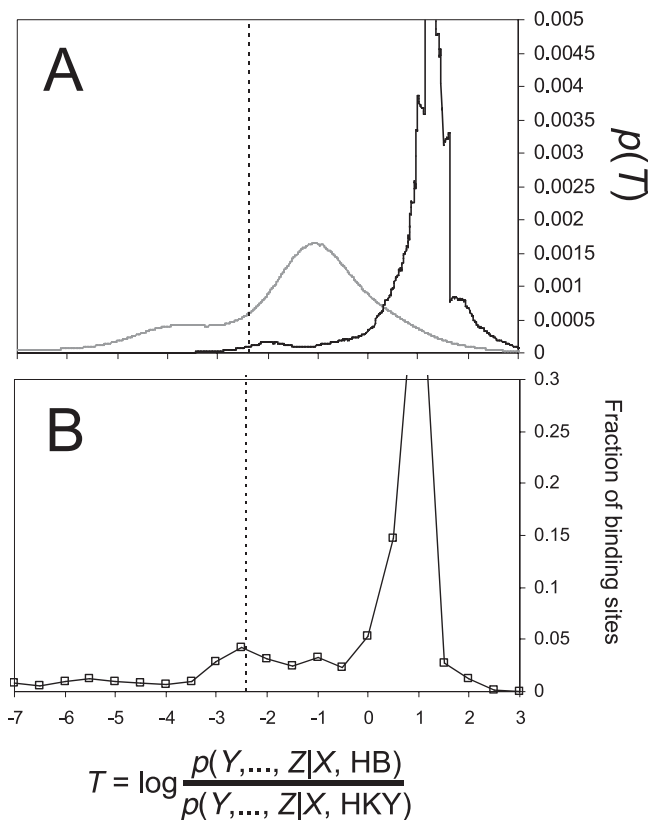 A
0.005
0.0045
0.004
0.0035
0.003
0.0025
0.002
0.0015
0.001
0.0005
0
p(T)
B
0.3
0.25
0.2
0.15
0.1
0.05
0
Fraction of binding sites
-7 -6 -5 -4 -3 -2 -1 0 1 2 3
T = log p(Y,..., Z|X, HB)
p(Y,..., Z|X, HKY)